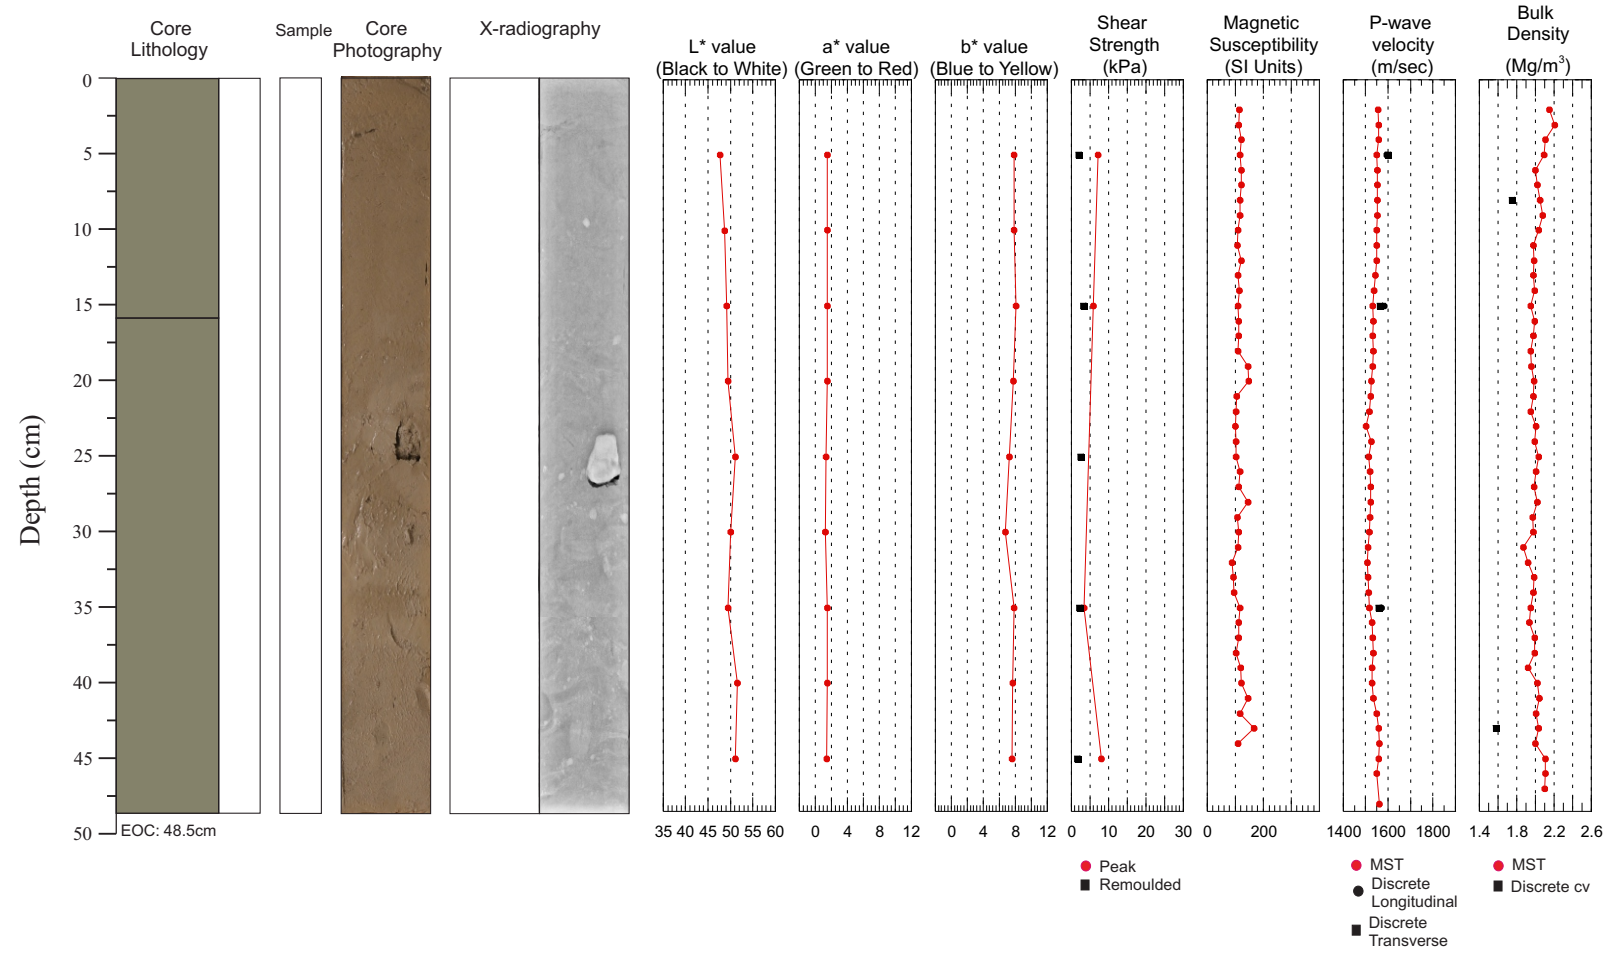 Core
Lithology
Sample
Core
Photography
X-radiography
L* value
(Black to White)
a* value
(Green to Red)
b* value
(Blue to Yellow)
Shear
Strength
(kPa)
Magnetic
Susceptibility
(SI Units)
P-wave
velocity
(m/sec)
Bulk
Density
(Mg/m³)
Depth (cm)
0
5
10
15
20
25
30
35
40
45
50
EOC: 48.5cm
35 40 45 50 55 60
0 4 8 12
0 4 8 12
0 10 20 30
0 200
1400 1600 1800
1.4 1.8 2.2 2.6
Peak
Remoulded
MST
Discrete
Longitudinal
Discrete
Transverse
MST
Discrete cv